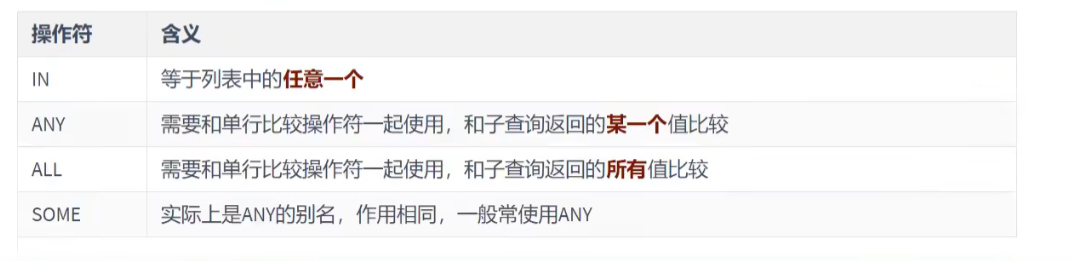 操作符 含义
IN 等于列表中的任意一个
ANY 需要和单行比较操作符一起使用，和子查询返回的某一个值比较
ALL 需要和单行比较操作符一起使用，和子查询返回的所有值比较
SOME 实际上是ANY的别名，作用相同，一般常使用ANY